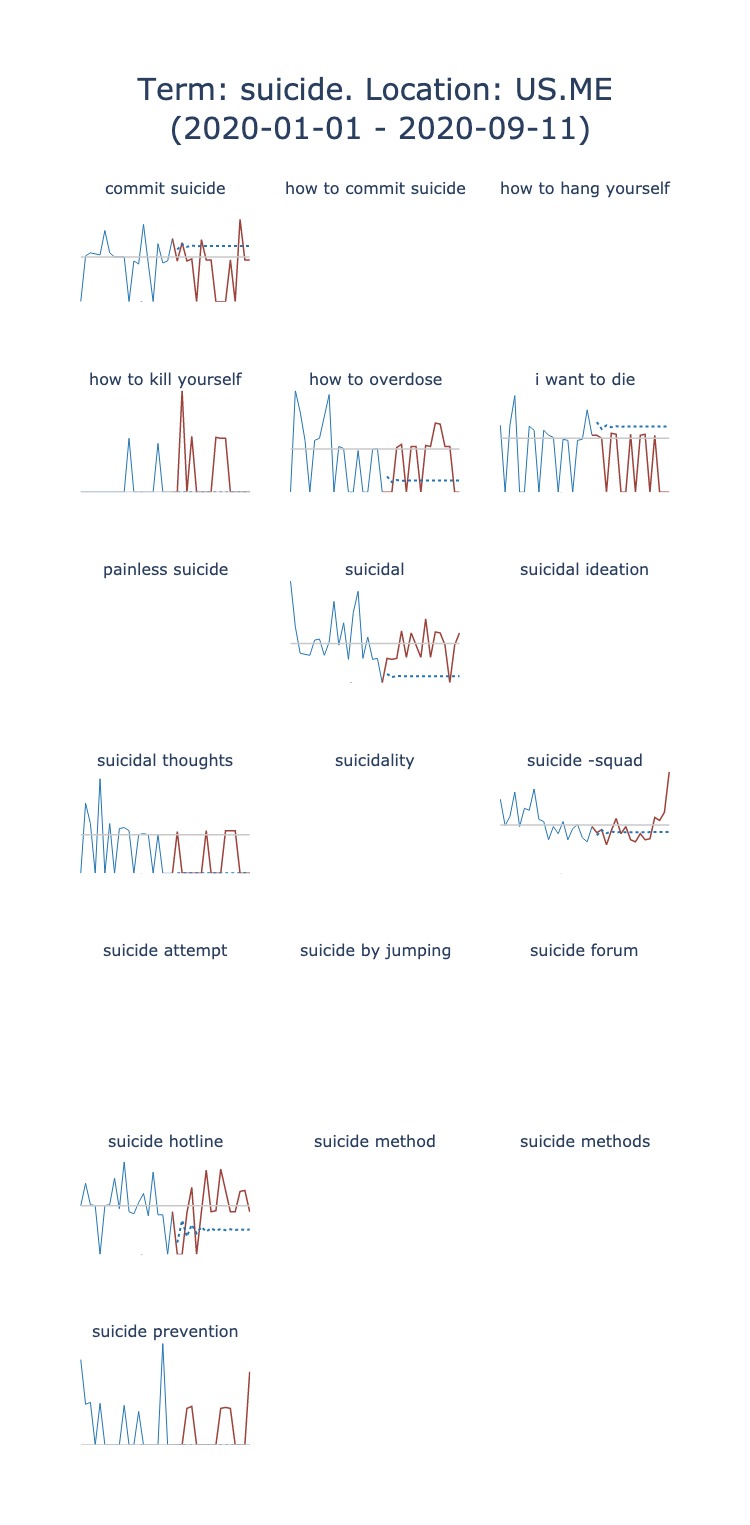 Term: suicide. Location: US.ME
(2020-01-01 - 2020-09-11)
commit suicide
how to commit suicide
how to hang yourself
how to kill yourself
how to overdose
i want to die
painless suicide
suicidal
suicidal ideation
suicidal thoughts
suicidality
suicide -squad
suicide attempt
suicide by jumping
suicide forum
suicide hotline
suicide method
suicide methods
suicide prevention